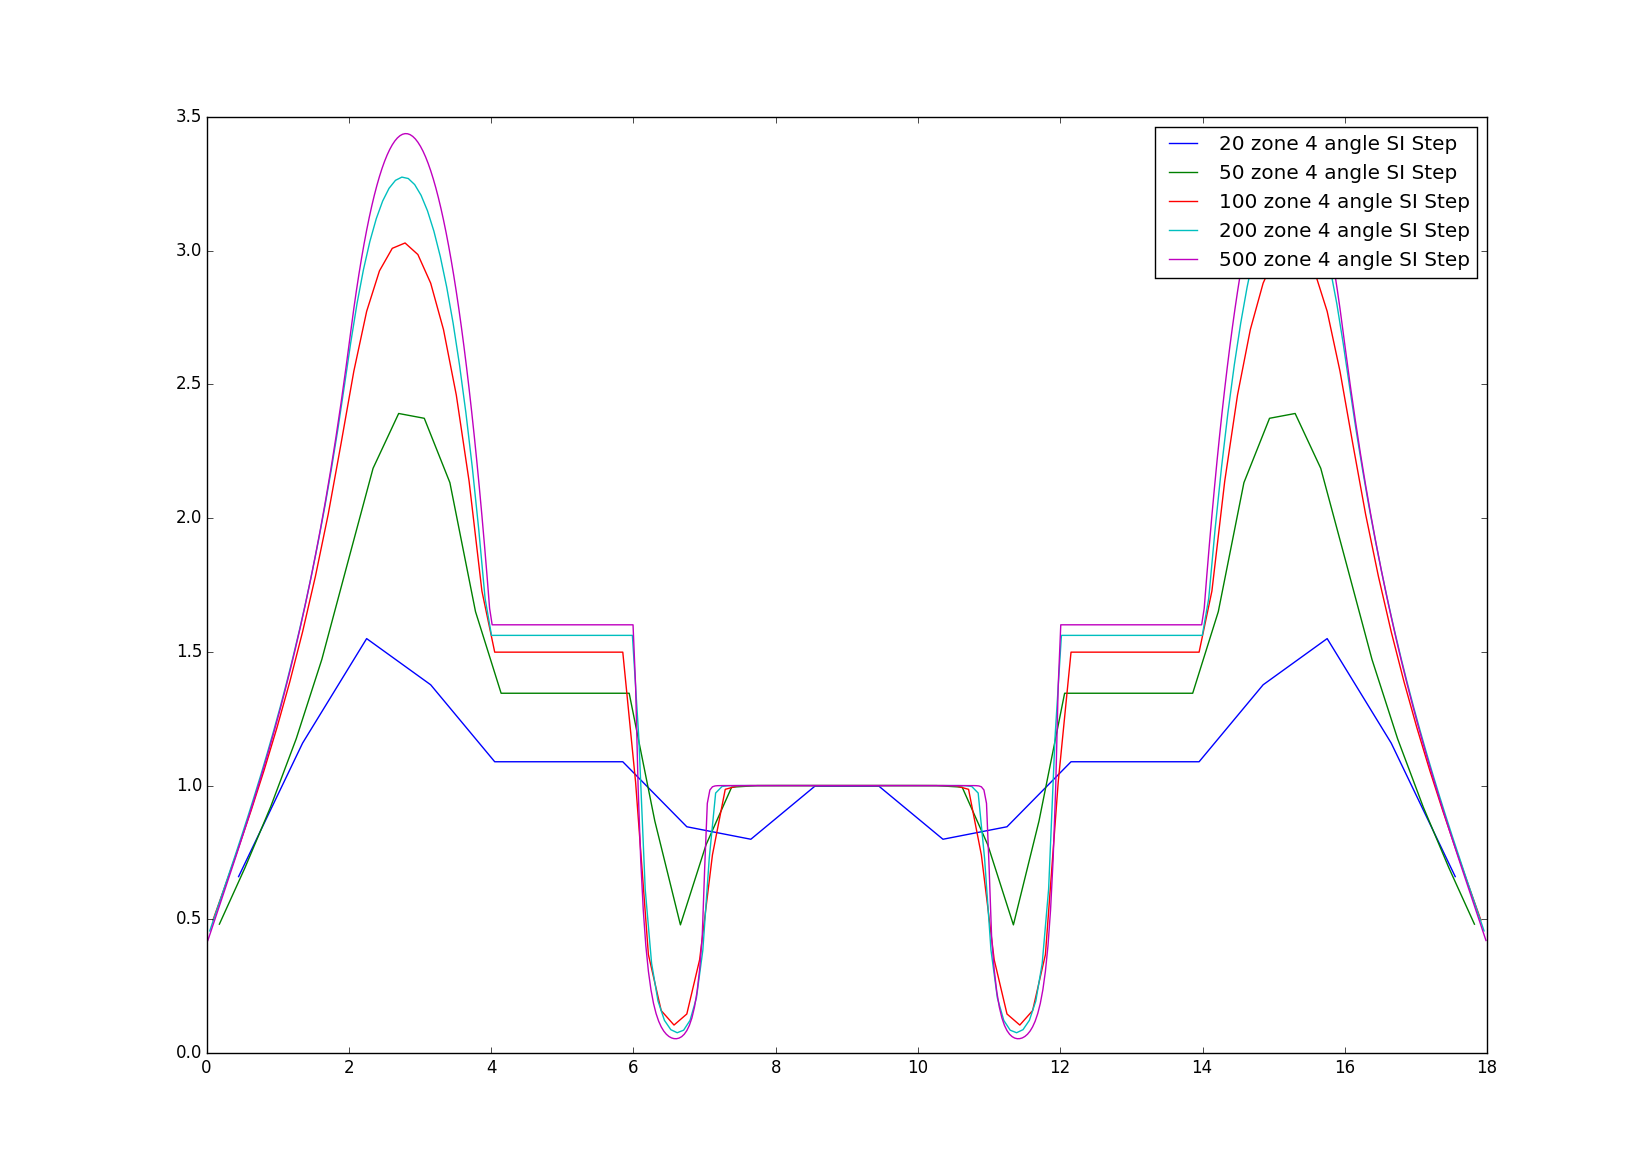 3.5
3.0
2.5
2.0
1.5
1.0
0.5
0.0
0 2 4 6 8 10 12 14 16 18
20 zone 4 angle SI Step
50 zone 4 angle SI Step
100 zone 4 angle SI Step
200 zone 4 angle SI Step
500 zone 4 angle SI Step